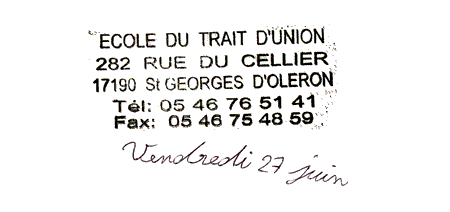 ECOLE DU TRAIT D'UNION
282 RUE DU CELLIER
17190 St GEORGES D'OLERON
Tél: 05 46 76 51 41
Fax: 05 46 75 48 59
Vendredi 27 juin